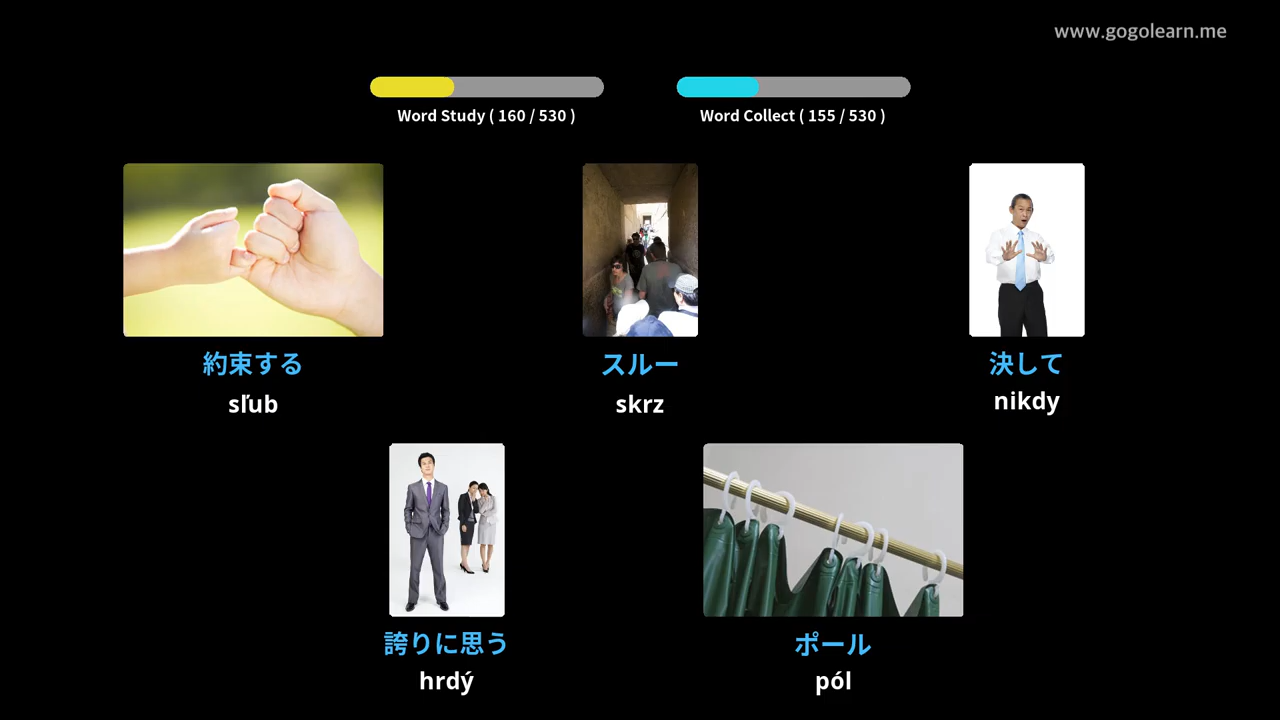 www.gogolearn.me
Word Study ( 160 / 530 )
Word Collect ( 155 / 530 )
約束する
スルー
決して
sľub
skrz
nikdy
誇りに思う
ポール
hrdý
pól